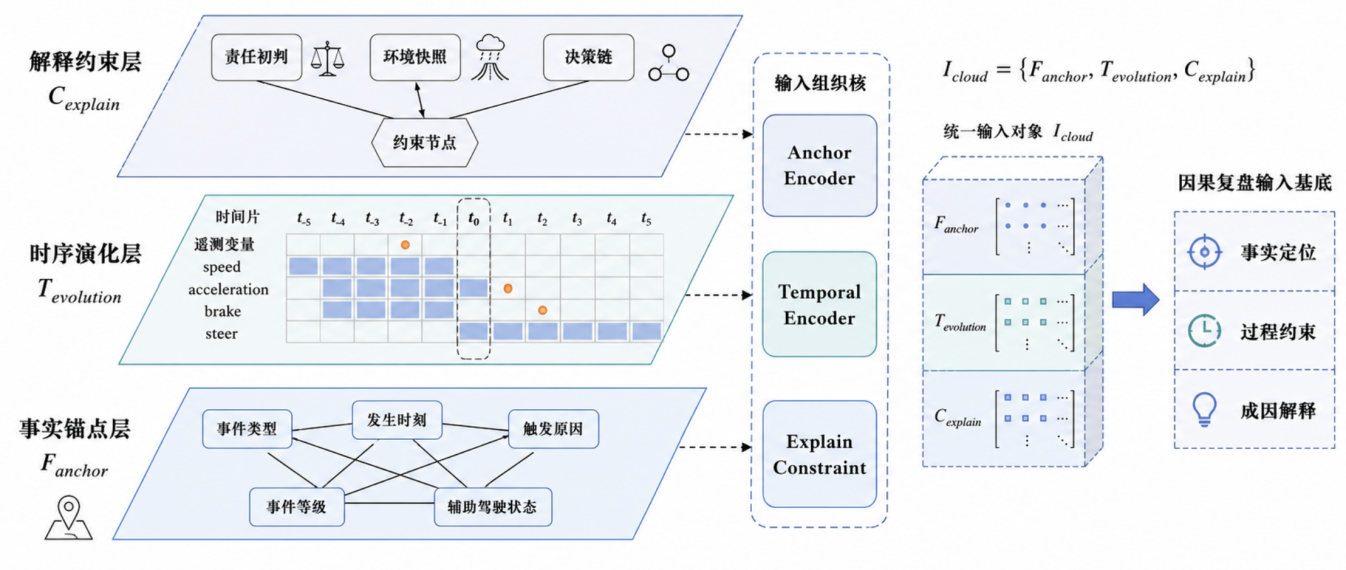 解释约束层
C_explain
责任初判
环境快照
决策链
约束节点
时序演化层
T_evolution
时间片 t_-5 t_-4 t_-3 t_-2 t_-1 t_0 t_1 t_2 t_3 t_4 t_5
遥测变量
speed
acceleration
brake
steer
事实锚点层
F_anchor
事件类型
发生时刻
触发原因
事件等级
辅助驾驶状态
输入组织核
Anchor
Encoder
Temporal
Encoder
Explain
Constraint
I_cloud = {F_anchor, T_evolution, C_explain}
统一输入对象 I_cloud
F_anchor
T_evolution
C_explain
因果复盘输入基底
事实定位
过程约束
成因解释